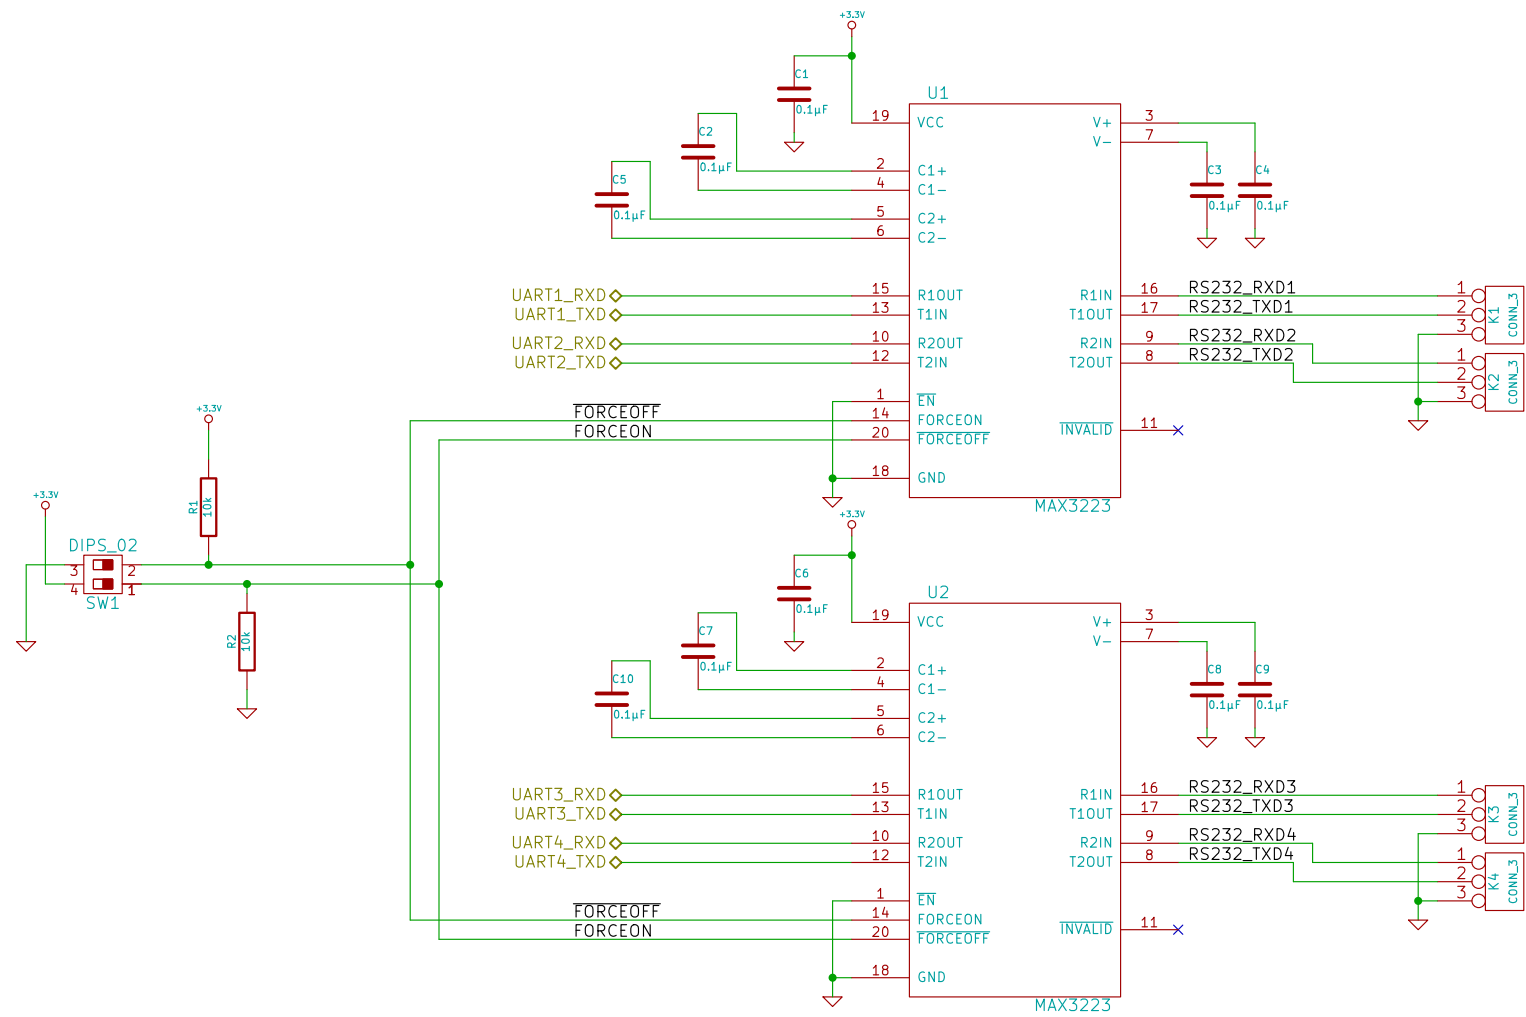 +3.3V
C1
0.1µF
C2
0.1µF
C5
0.1µF
U1
19 VCC
2 C1+
4 C1-
5 C2+
6 C2-
15 R1OUT
13 T1IN
10 R2OUT
12 T2IN
1 EN
14 FORCEON
20 FORCEOFF
18 GND
V+ 3
V- 7
R1IN 16
T1OUT 17
R2IN 9
T2OUT 8
INVALID 11
MAX3223
C3
0.1µF
C4
0.1µF
UART1_RXD
UART1_TXD
UART2_RXD
UART2_TXD
FORCEOFF
FORCEON
RS232_RXD1
RS232_TXD1
RS232_RXD2
RS232_TXD2
1
2
3
K1
CONN_3
1
2
3
K2
CONN_3
+3.3V
R1
10k
+3.3V
DIPS_02
3
2
4
1
SW1
R2
10k
+3.3V
C6
0.1µF
C7
0.1µF
C10
0.1µF
U2
19 VCC
2 C1+
4 C1-
5 C2+
6 C2-
15 R1OUT
13 T1IN
10 R2OUT
12 T2IN
1 EN
14 FORCEON
20 FORCEOFF
18 GND
V+ 3
V- 7
R1IN 16
T1OUT 17
R2IN 9
T2OUT 8
INVALID 11
MAX3223
C8
0.1µF
C9
0.1µF
UART3_RXD
UART3_TXD
UART4_RXD
UART4_TXD
FORCEOFF
FORCEON
RS232_RXD3
RS232_TXD3
RS232_RXD4
RS232_TXD4
1
2
3
K3
CONN_3
1
2
3
K4
CONN_3